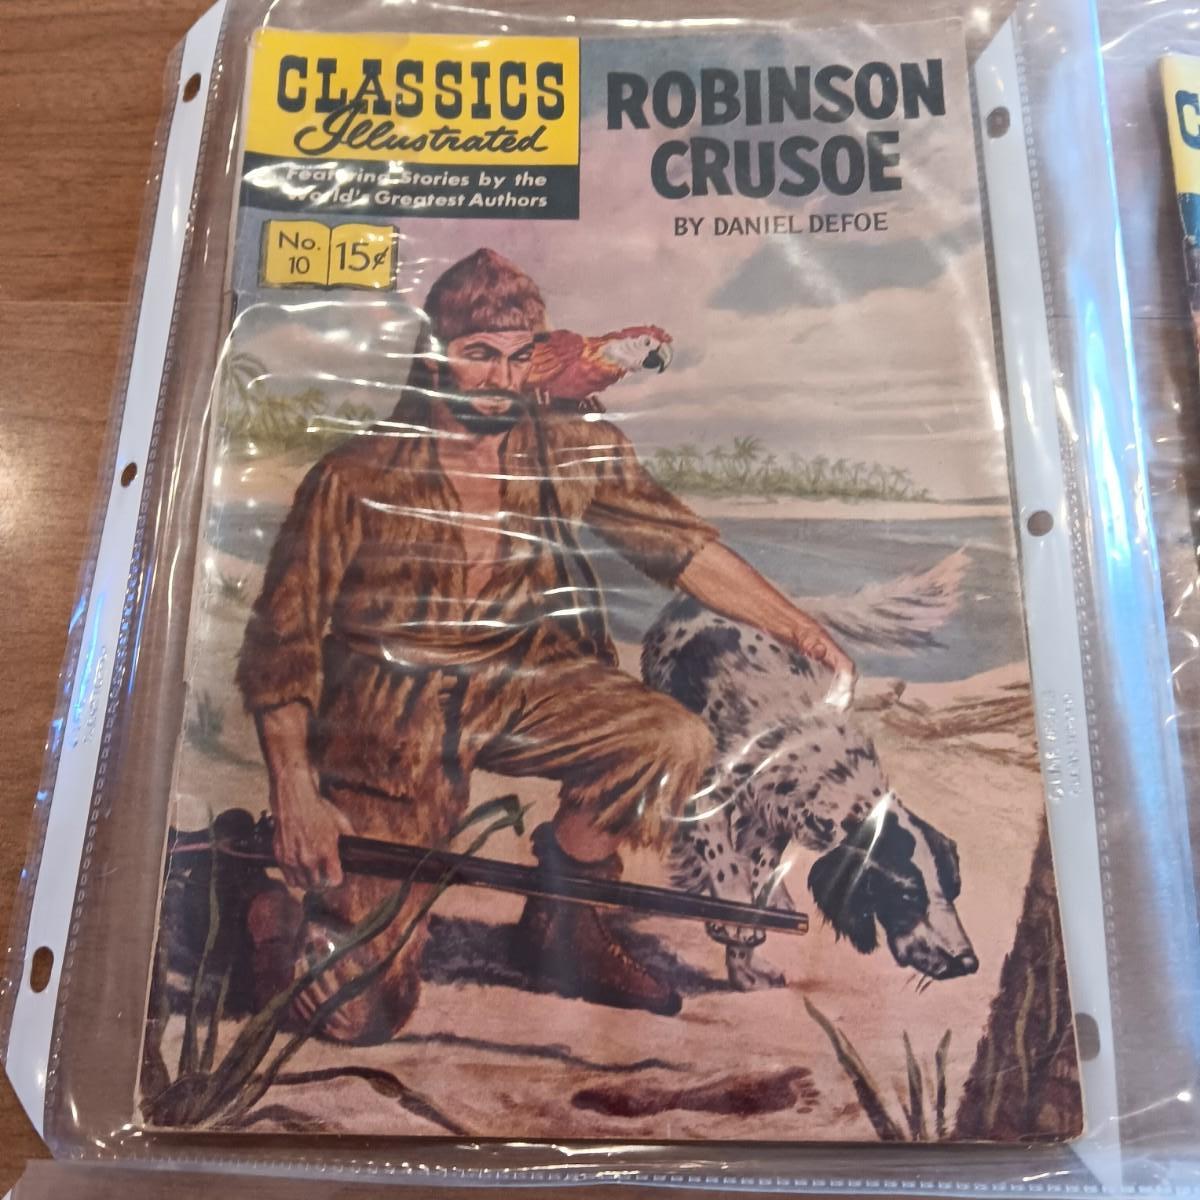 CLASSICS
Illustrated
Featuring Stories by the
World's Greatest Authors
No.
10
15¢
ROBINSON
CRUSOE
BY DANIEL DEFOE
C